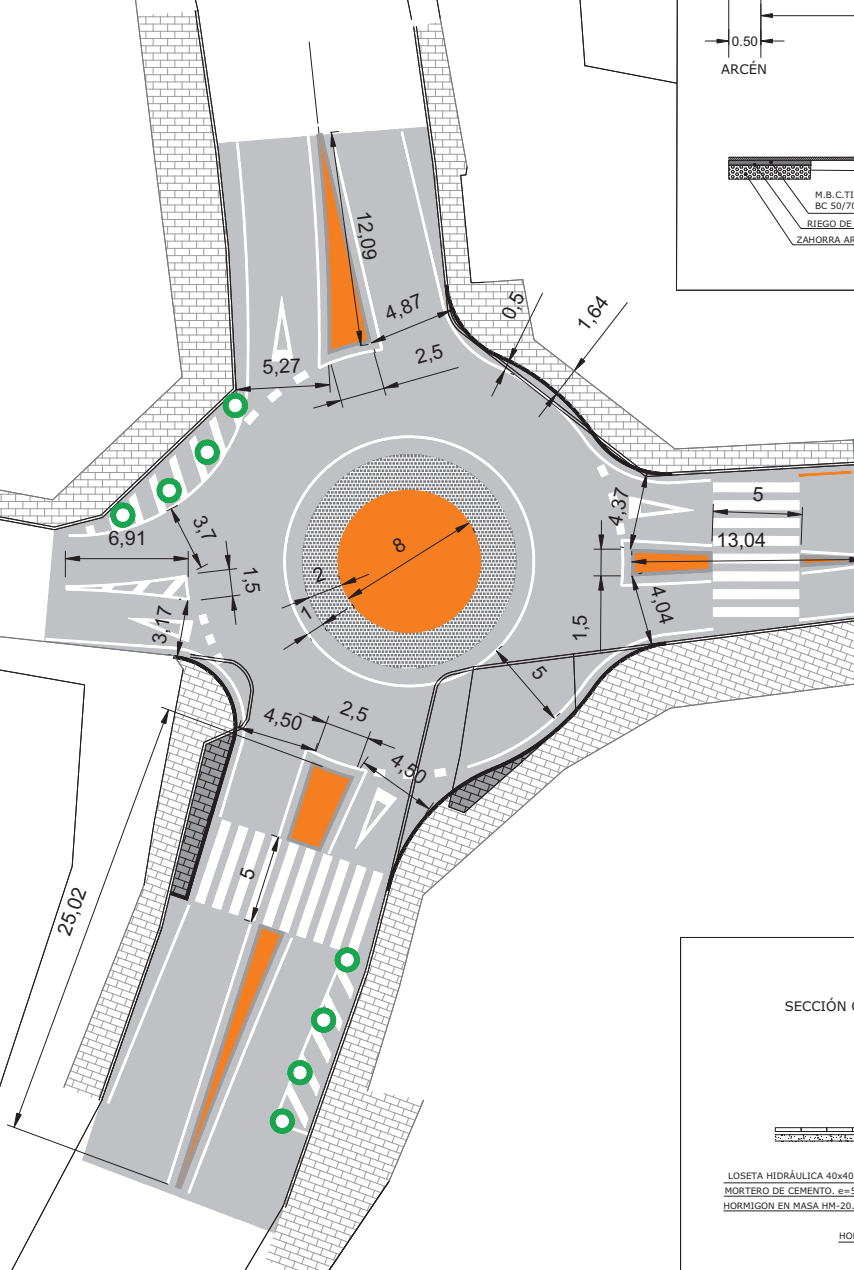 0.50
ARCÉN
M.B.C.TI
BC 50/70
RIEGO DE
ZAHORRA AR
12,09
4,87
0,5
1,64
2,5
5,27
5
4,37
13,04
8
6,91
3,7
1,5
2
1
3,17
4,04
1,5
5
4,50
2,5
4,50
5
25,02
SECCIÓN
LOSETA HIDRÁULICA 40x40
MORTERO DE CEMENTO. e=5
HORMIGON EN MASA HM-20.